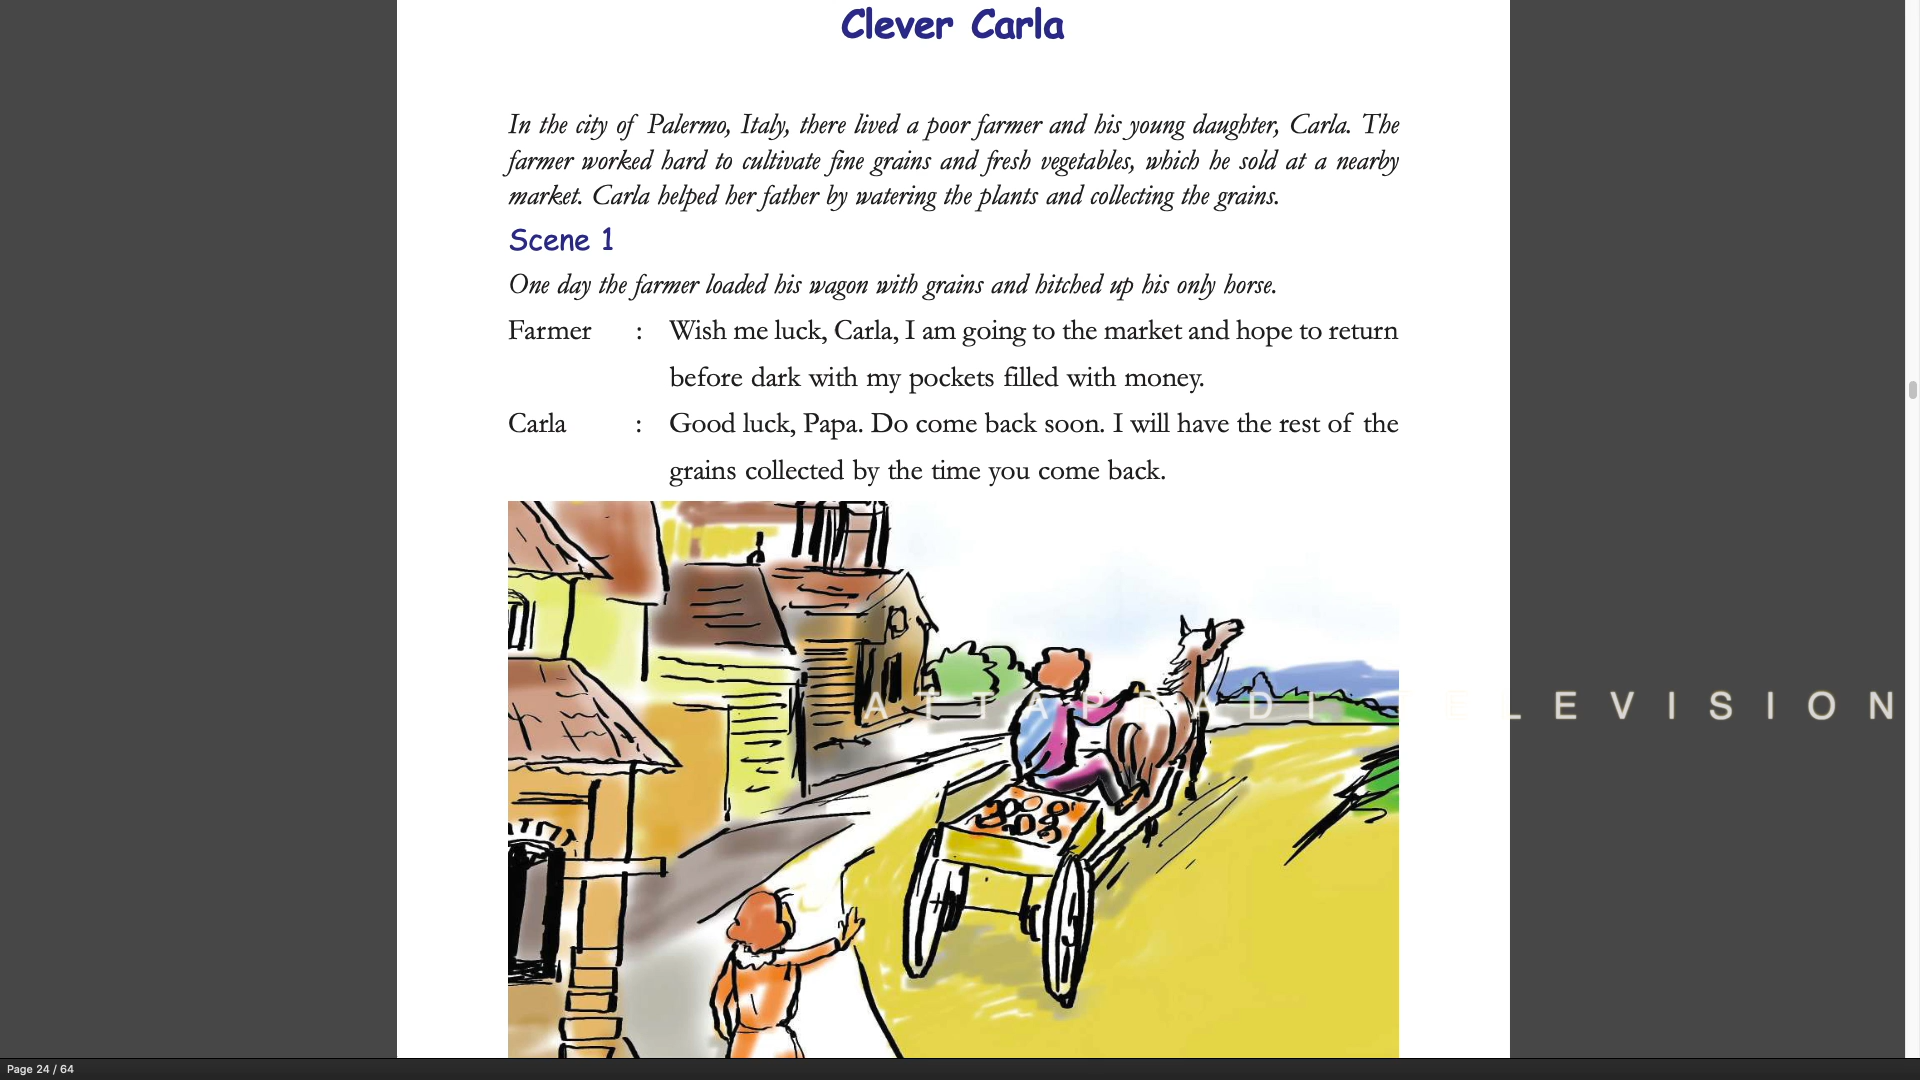 Clever Carla
In the city of Palermo, Italy, there lived a poor farmer and his young daughter, Carla. The
farmer worked hard to cultivate fine grains and fresh vegetables, which he sold at a nearby
market. Carla helped her father by watering the plants and collecting the grains.
Scene 1
One day the farmer loaded his wagon with grains and hitched up his only horse.
Farmer : Wish me luck, Carla, I am going to the market and hope to return
before dark with my pockets filled with money.
Carla : Good luck, Papa. Do come back soon. I will have the rest of the
grains collected by the time you come back.
ATTAPPADI TELEVISION
Page 24 / 64